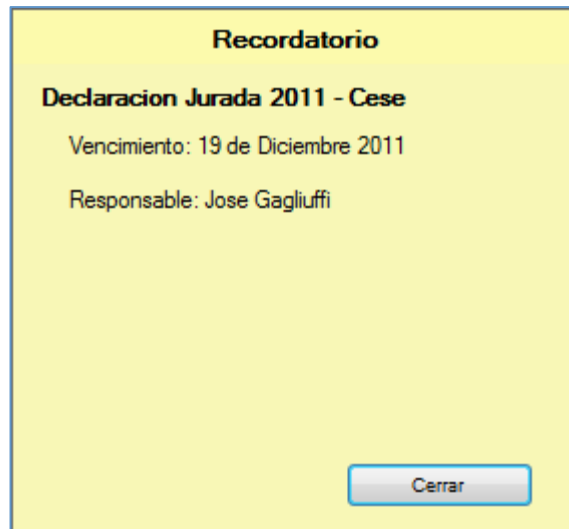 Recordatorio
Declaracion Jurada 2011 - Cese
Vencimiento: 19 de Diciembre 2011
Responsable: Jose Gagliuffi
Cerrar